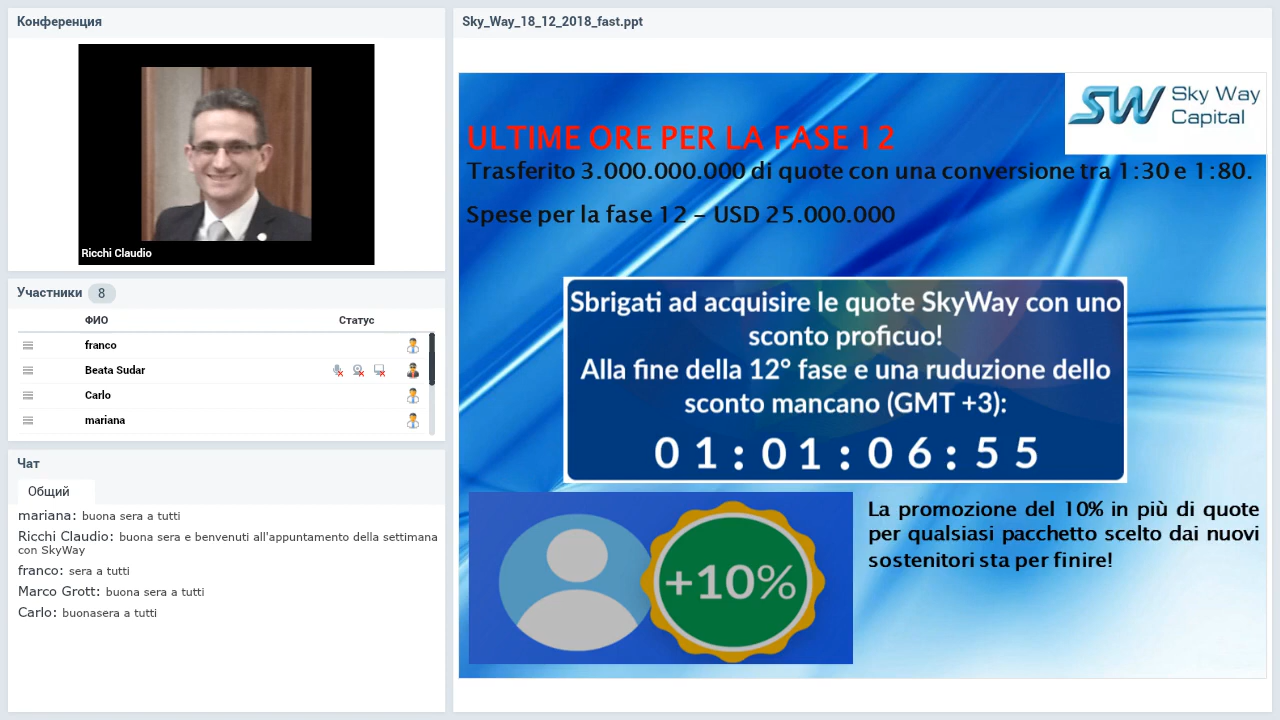 Конференция
Ricchi Claudio
Участники 8
ФИО Статус
franco
Beata Sudar
Carlo
mariana
Чат
Общий
mariana: buona sera a tutti
Ricchi Claudio: buona sera e benvenuti all'appuntamento della settimana
con SkyWay
franco: sera a tutti
Marco Grott: buona sera a tutti
Carlo: buonasera a tutti
Sky_Way_18_12_2018_fast.ppt
SW Sky Way
Capital
ULTIME ORE PER LA FASE 12
Trasferito 3.000.000.000 di quote con una conversione tra 1:30 e 1:80.
Spese per la fase 12 – USD 25.000.000
Sbrigati ad acquisire le quote SkyWay con uno
sconto proficuo!
Alla fine della 12° fase e una ruduzione dello
sconto mancano (GMT +3):
01:01:06:55
+10%
La promozione del 10% in più di quote
per qualsiasi pacchetto scelto dai nuovi
sostenitori sta per finire!